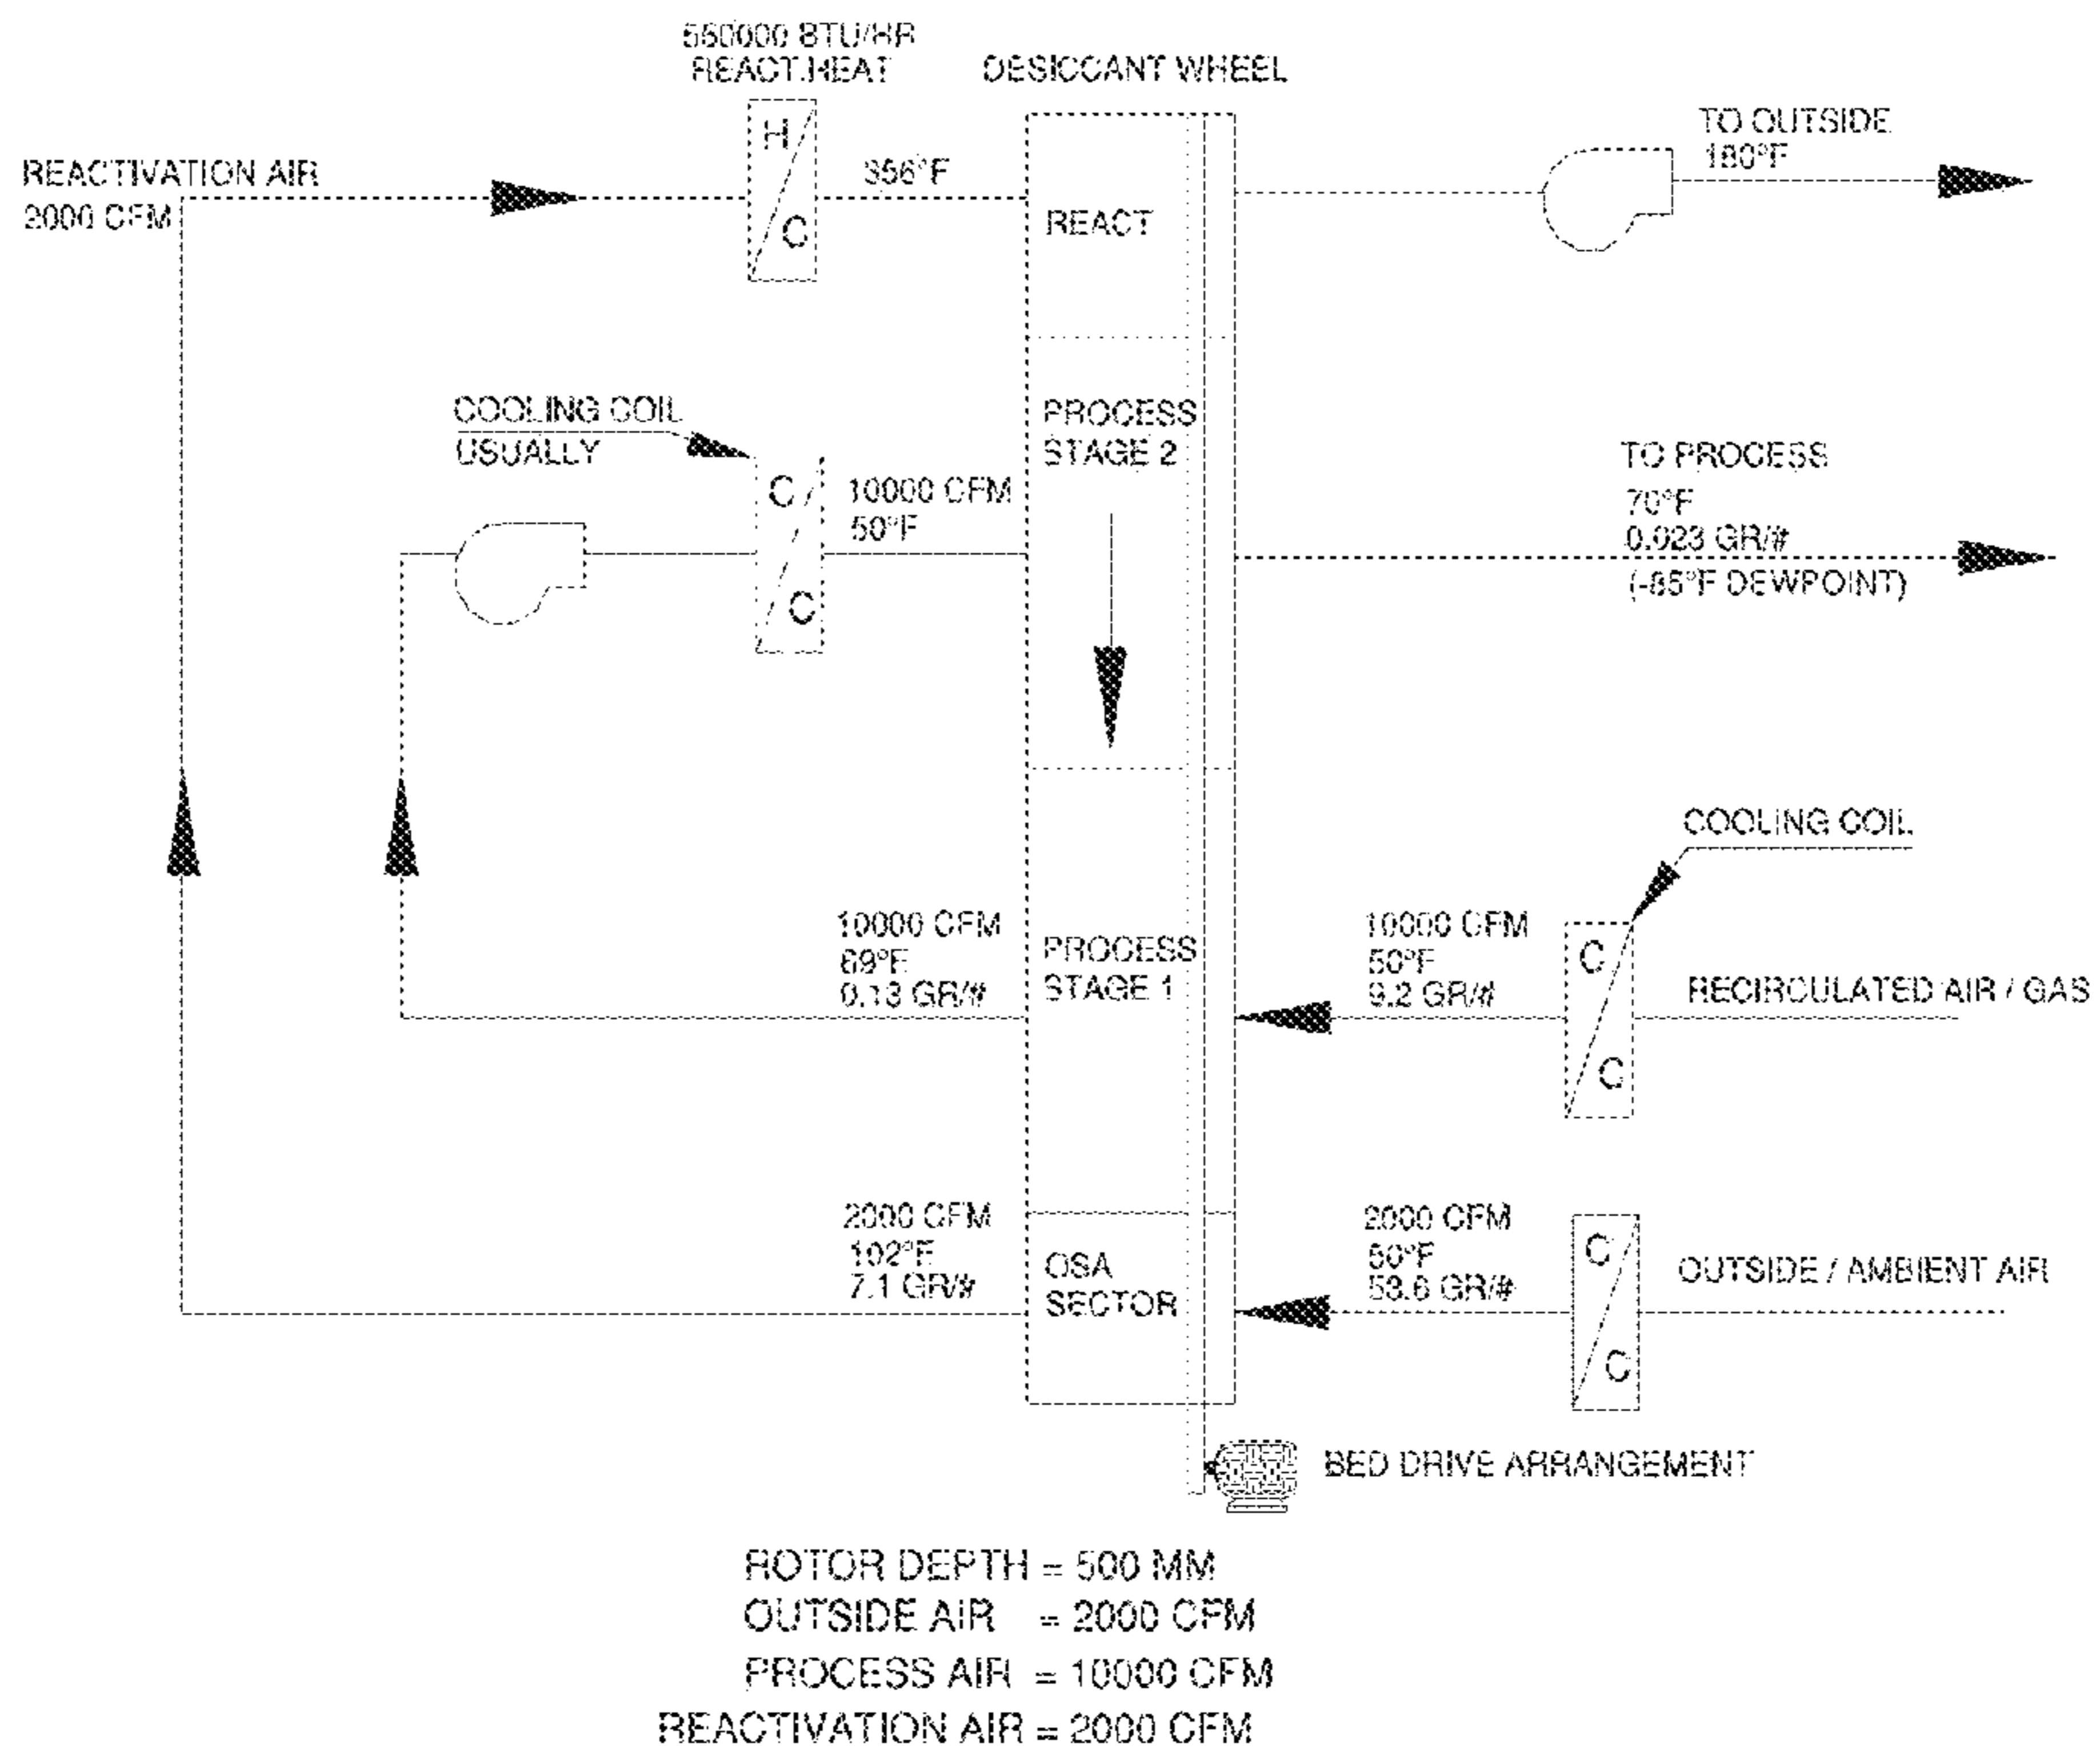 550000 BTU/HR
REACT.HEAT
DESICCANT WHEEL
TO OUTSIDE
180°F
REACTIVATION AIR
2000 CFM
H
C
356°F
REACT
COOLING COIL
USUALLY
C
C
10000 CFM
50°F
PROCESS
STAGE 2
TO PROCESS
70°F
0.023 GR/#
(-85°F DEWPOINT)
COOLING COIL
10000 CFM
69°F
0.13 GR/#
PROCESS
STAGE 1
10000 CFM
50°F
9.2 GR/#
C
C
RECIRCULATED AIR / GAS
2000 CFM
102°F
7.1 GR/#
OSA
SECTOR
2000 CFM
50°F
53.6 GR/#
C
C
OUTSIDE / AMBIENT AIR
BED DRIVE ARRANGEMENT
ROTOR DEPTH = 500 MM
OUTSIDE AIR = 2000 CFM
PROCESS AIR = 10000 CFM
REACTIVATION AIR = 2000 CFM